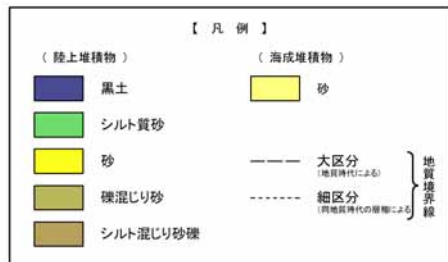 【 凡 例 】
( 陸上堆積物 )
黒土
シルト質砂
砂
礫混じり砂
シルト混じり砂礫
( 海成堆積物 )
砂
大区分
(地質時代による)
細区分
(同地質時代の層相による
地質境界線